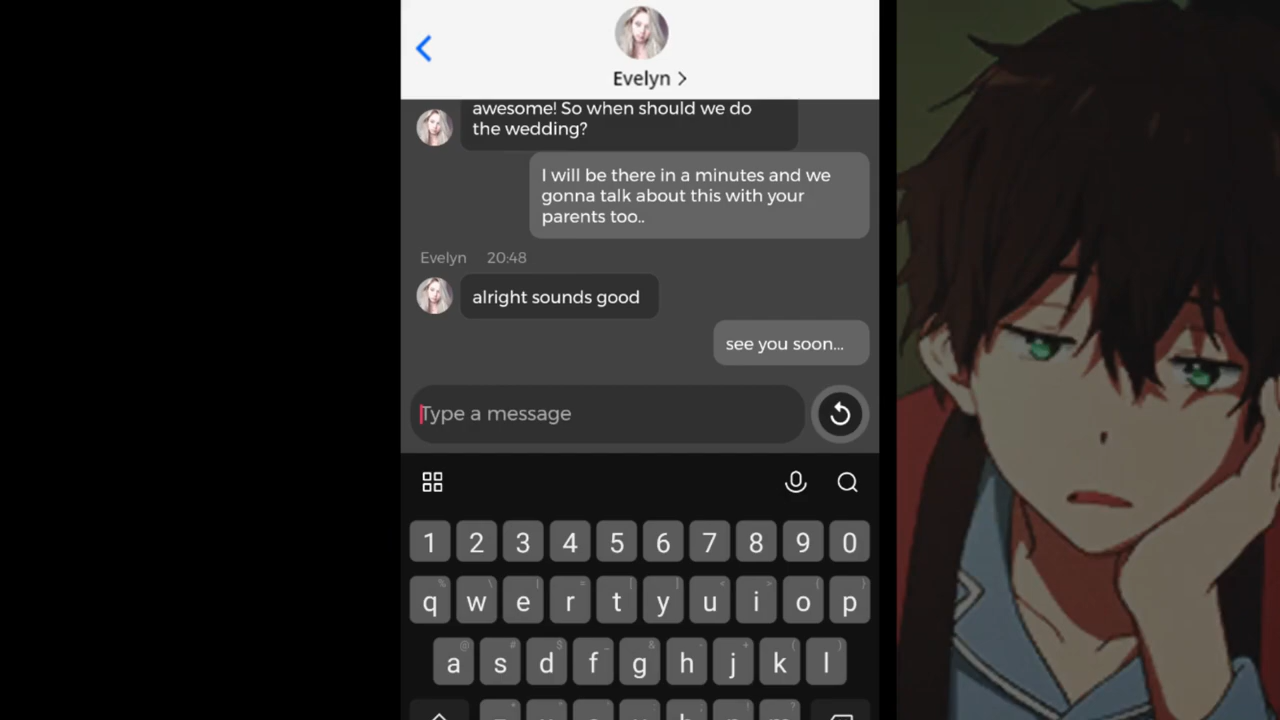 Evelyn >
awesome! So when should we do
the wedding?
I will be there in a minutes and we
gonna talk about this with your
parents too..
Evelyn 20:48
alright sounds good
see you soon...
Type a message
1 2 3 4 5 6 7 8 9 0
q w e r t y u i o p
a s d f g h j k l